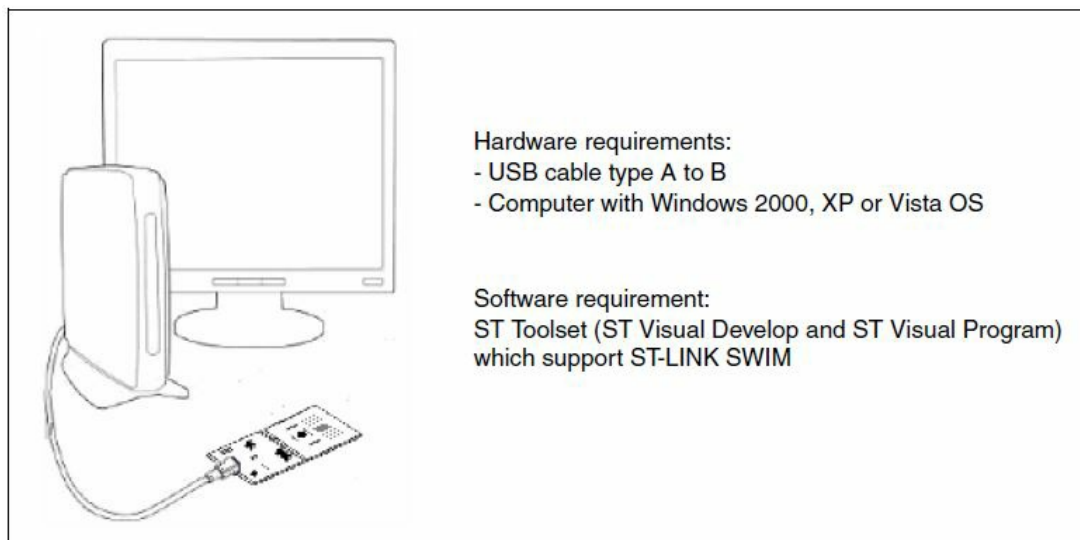 Hardware requirements:
- USB cable type A to B
- Computer with Windows 2000, XP or Vista OS
Software requirement:
ST Toolset (ST Visual Develop and ST Visual Program)
which support ST-LINK SWIM